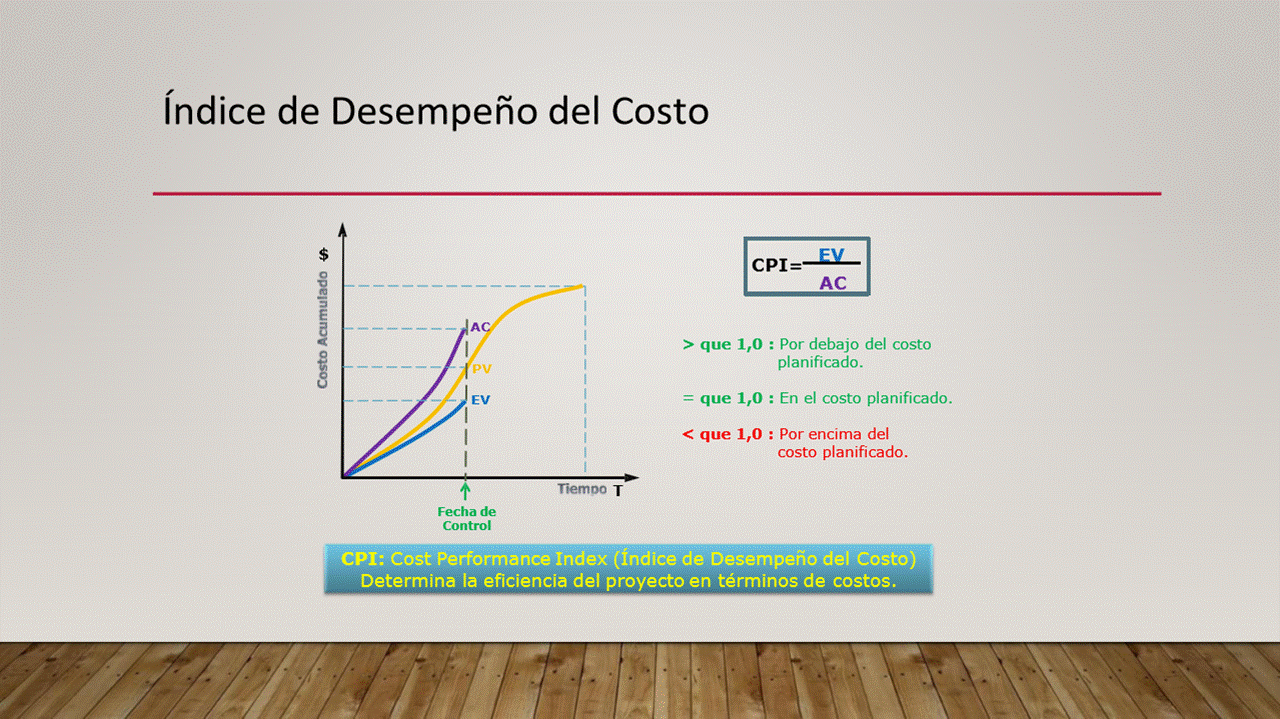 Índice de Desempeño del Costo
$
Costo Acumulado
AC
PV
EV
Tiempo T
Fecha de
Control
CPI=
EV
AC
> que 1,0 : Por debajo del costo
planificado.
= que 1,0 : En el costo planificado.
< que 1,0 : Por encima del
costo planificado.
CPI: Cost Performance Index (Índice de Desempeño del Costo)
Determina la eficiencia del proyecto en términos de costos.